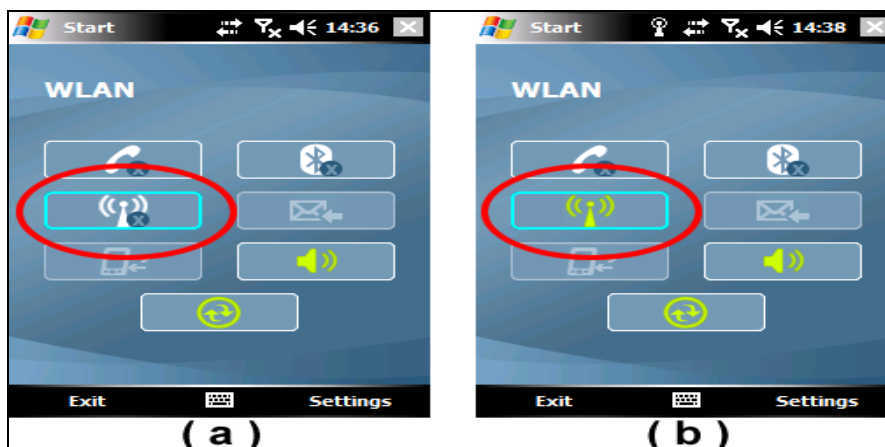 Start 14:36
WLAN
Exit Settings
( a )
Start 14:38
WLAN
Exit Settings
( b )